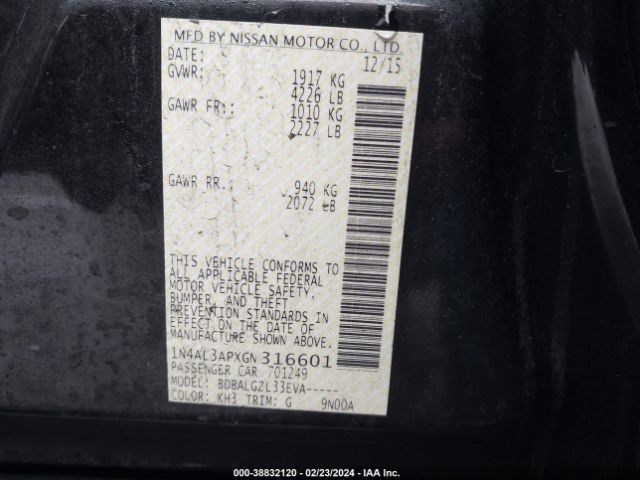 MFD BY NISSAN MOTOR CO., LTD.
DATE: 12/15
GVWR: 1917 KG
4226 LB
GAWR FR.: 1010 KG
2227 LB
GAWR RR.: 940 KG
2072 LB
THIS VEHICLE CONFORMS TO
ALL APPLICABLE FEDERAL
MOTOR VEHICLE SAFETY,
BUMPER, AND THEFT
PREVENTION STANDARDS IN
EFFECT ON THE DATE OF
MANUFACTURE SHOWN ABOVE.
1N4AL3APXGN316601
PASSENGER CAR 701249
MODEL: BDBALGZL33EVA-----
COLOR: KH3 TRIM: G 9N00A
000-38832120 - 02/23/2024 - IAA Inc.